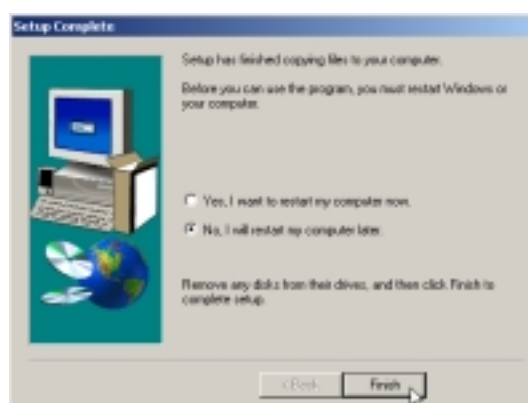 Setup Complete
Setup has finished copying files to your computer.
Before you can use the program, you must restart Windows or
your computer.
Yes, I want to restart my computer now.
No, I will restart my computer later.
Remove any disks from their drives, and then click Finish to
complete setup.
< Back
Finish